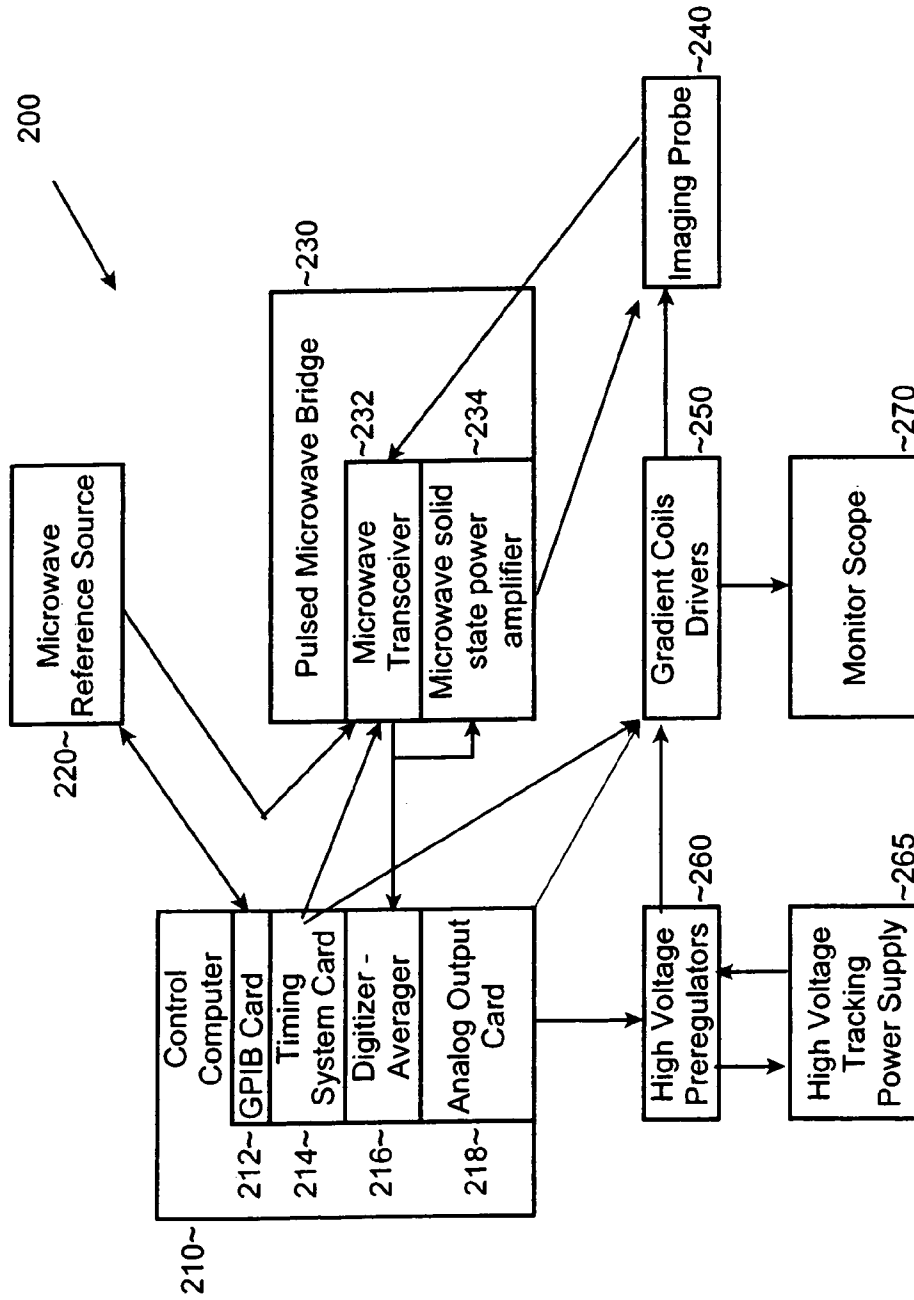 200
Microwave
Reference Source
220~
Control
Computer
GPIB Card
Timing
System Card
Digitizer -
Averager
Analog Output
Card
210~
212~
214~
216~
218~
Pulsed Microwave Bridge
~230
Microwave
Transceiver
~232
Microwave solid
state power
amplifier
~234
Imaging Probe
~240
High Voltage
Preregulators
~260
Gradient Coils
Drivers
~250
High Voltage
Tracking
Power Supply
~265
Monitor Scope
~270